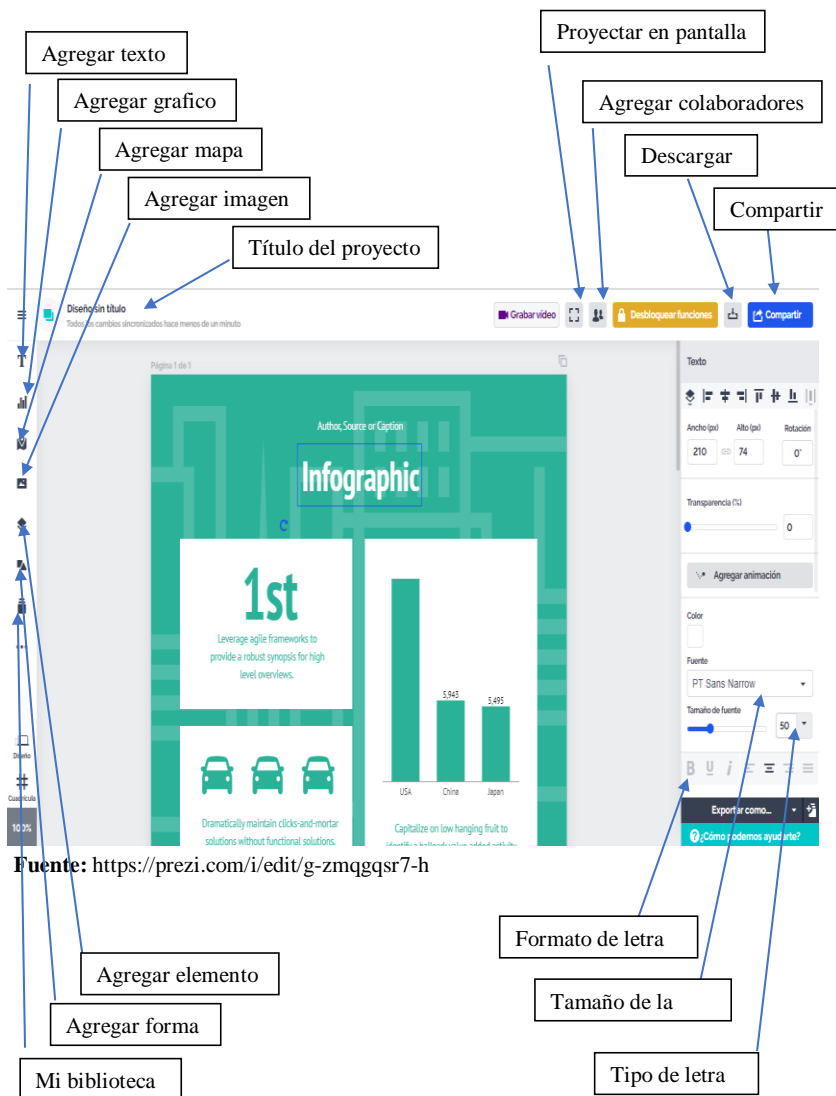 Agregar texto
Agregar grafico
Agregar mapa
Agregar imagen
Título del proyecto
Proyectar en pantalla
Agregar colaboradores
Descargar
Compartir
Diseño sin título
Todos los cambios sincronizados hace menos de un minuto
Grabar vídeo
Desbloquear funciones
Compartir
T
Página 1 de 1
Author, Source or Caption
Infographic
1st
Leverage agile frameworks to
provide a robust synopsis for high
level overviews.
5,943
5,495
USA China Japan
Dramatically maintain clicks-and-mortar
solutions without functional solutions.
Capitalize on low hanging fruit to
identify a ballpark value added activity
Texto
Ancho (px) Alto (px) Rotación
210 74 0°
Transparencia (%)
0
Agregar animación
Color
Fuente
PT Sans Narrow
Tamaño de fuente
50
B U i
Exportar como...
¿Cómo podemos ayudarte?
Diseño
Cuadrícula
100%
Fuente: https://prezi.com/i/edit/g-zmqgqsr7-h
Formato de letra
Agregar elemento
Tamaño de la
Agregar forma
Tipo de letra
Mi biblioteca